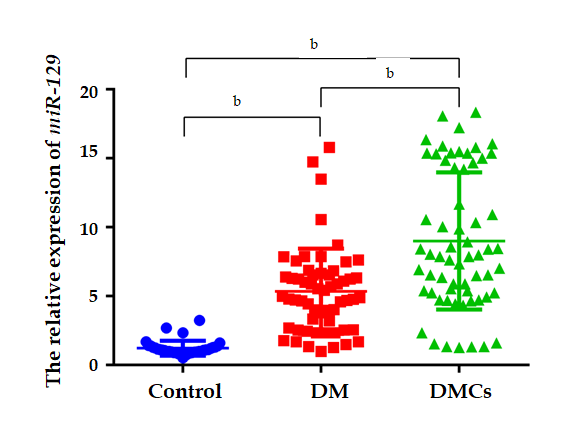 b
b
b
The relative expression of miR-129
20
15
10
5
0
Control DM DMCs